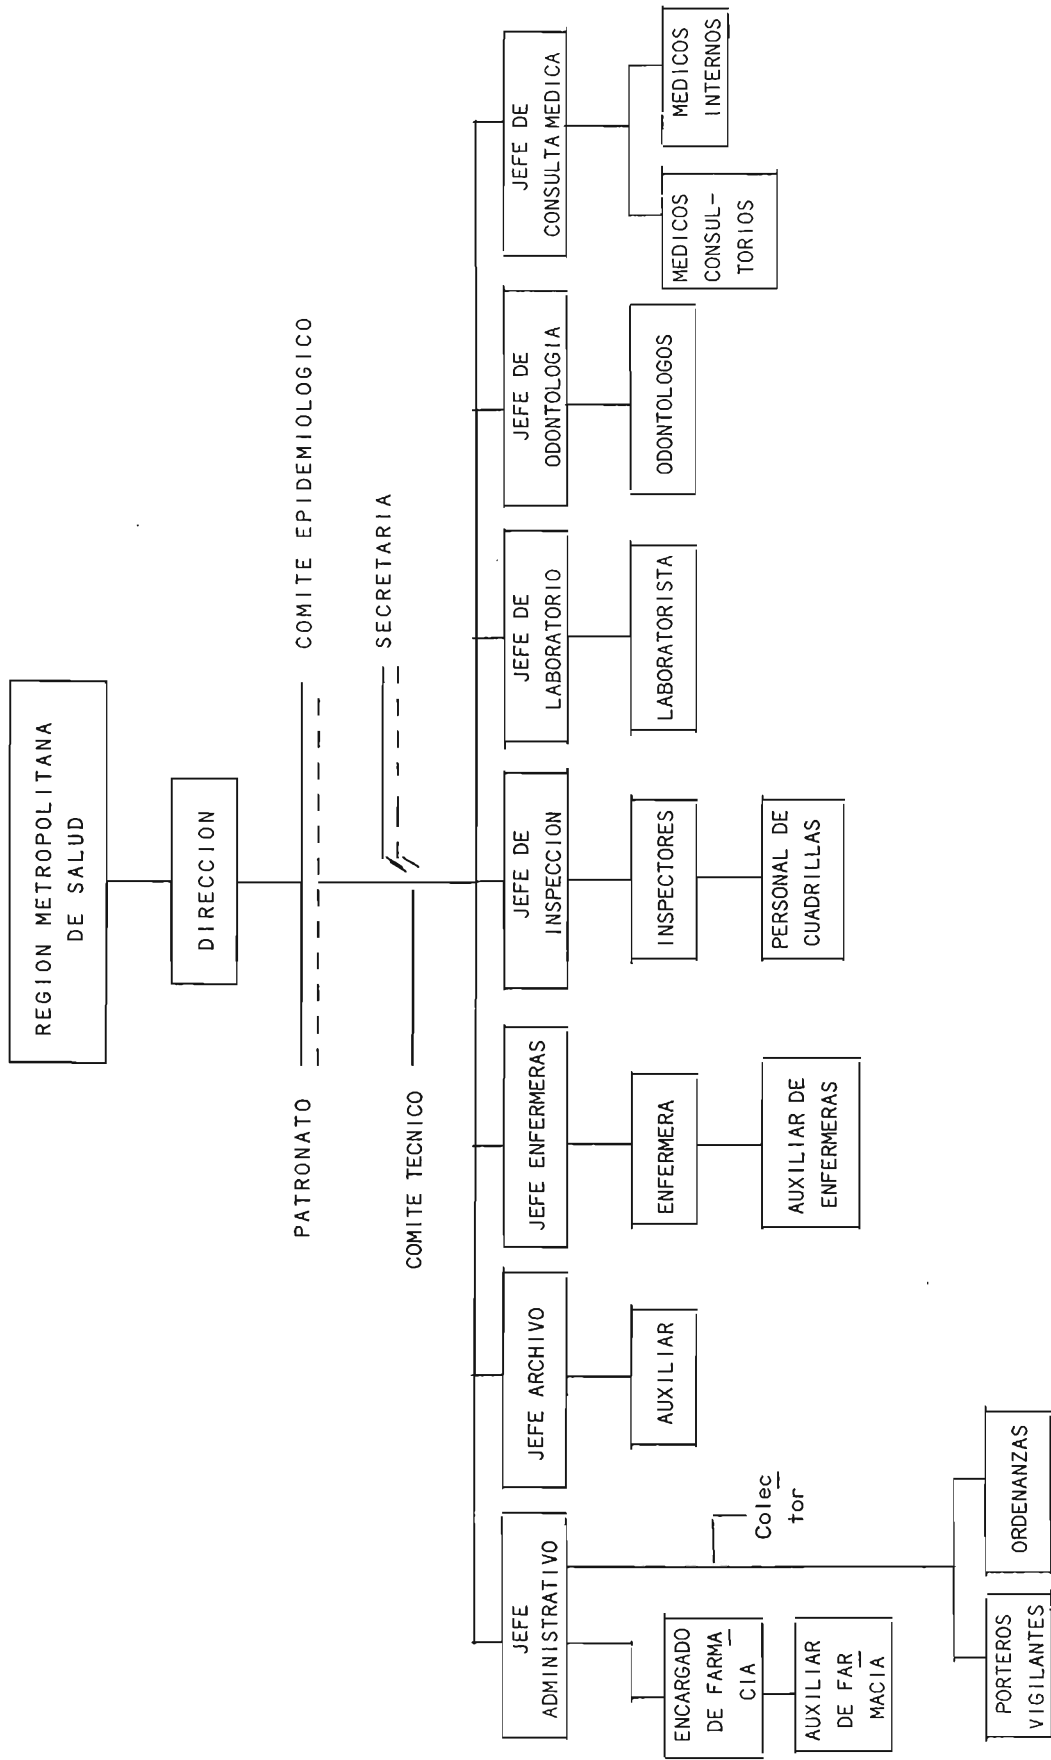 REGION METROPOLITANA
DE SALUD
DIRECCION
PATRONATO
COMITE EPIDEMIOLOGICO
SECRETARIA
COMITE TECNICO
JEFE
ADMINISTRATIVO
JEFE ARCHIVO
JEFE ENFERMERAS
JEFE DE
INSPECCION
JEFE DE
LABORATORIO
JEFE DE
ODONTOLOGIA
JEFE DE
CONSULTA MEDICA
ENCARGADO
DE FARMA
CIA
AUXILIAR
DE FAR
MACIA
Colec
tor
PORTEROS
VIGILANTES
ORDENANZAS
AUXILIAR
ENFERMERA
AUXILIAR DE
ENFERMERAS
INSPECTORES
PERSONAL DE
CUADRILLAS
LABORATORISTA
ODONTOLOGOS
MEDICOS
CONSUL-
TORIOS
MEDICOS
INTERNOS